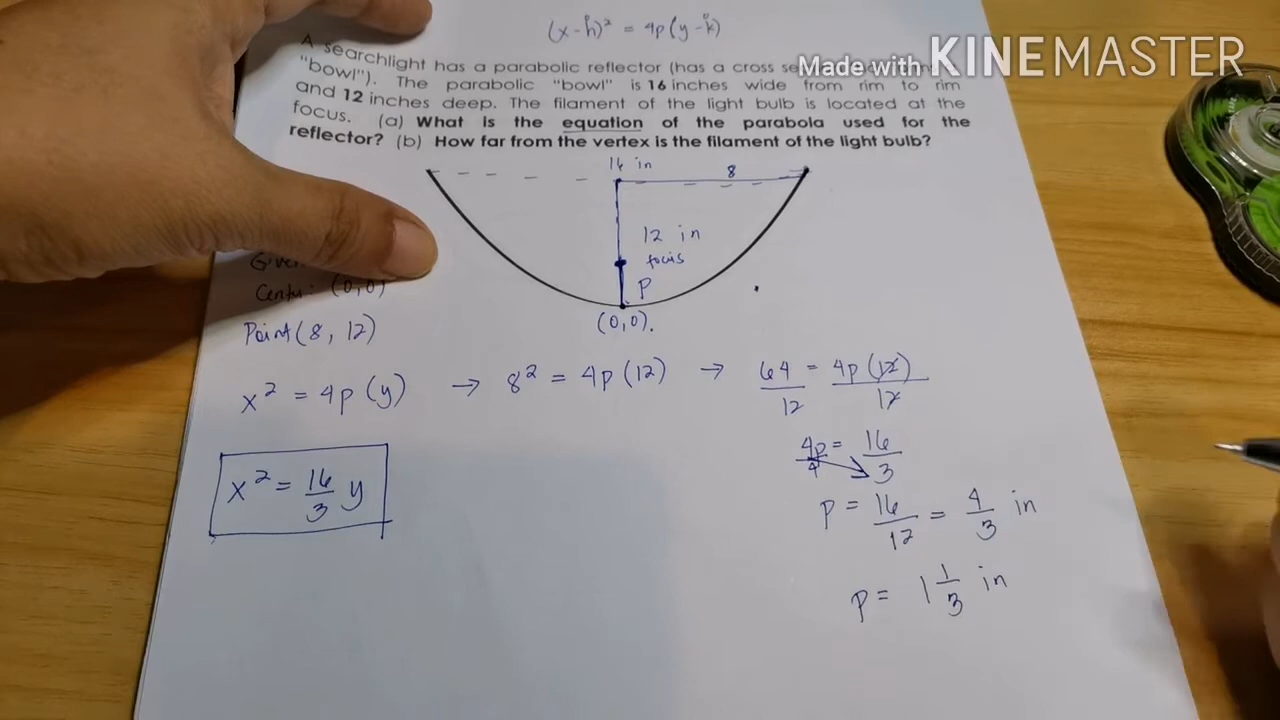 (x-h)² = 4p(y-k)
Made with KINEMASTER
A searchlight has a parabolic reflector (has a cross
"bowl"). The parabolic "bowl" is 16 inches wide from rim to rim
and 12 inches deep. The filament of the light bulb is located at the
focus. (a) What is the equation of the parabola used for the
reflector? (b) How far from the vertex is the filament of the light bulb?
16 in
8
12 in
focus
P
(0,0).
(0,0)
Point (8, 12)
x² = 4p (y) → 8² = 4p (12) → 64/12 = 4p(12)/12
4p/4 = 16/3
x² = 16/3 y
P = 16/12 = 4/3 in
P = 1 1/3 in